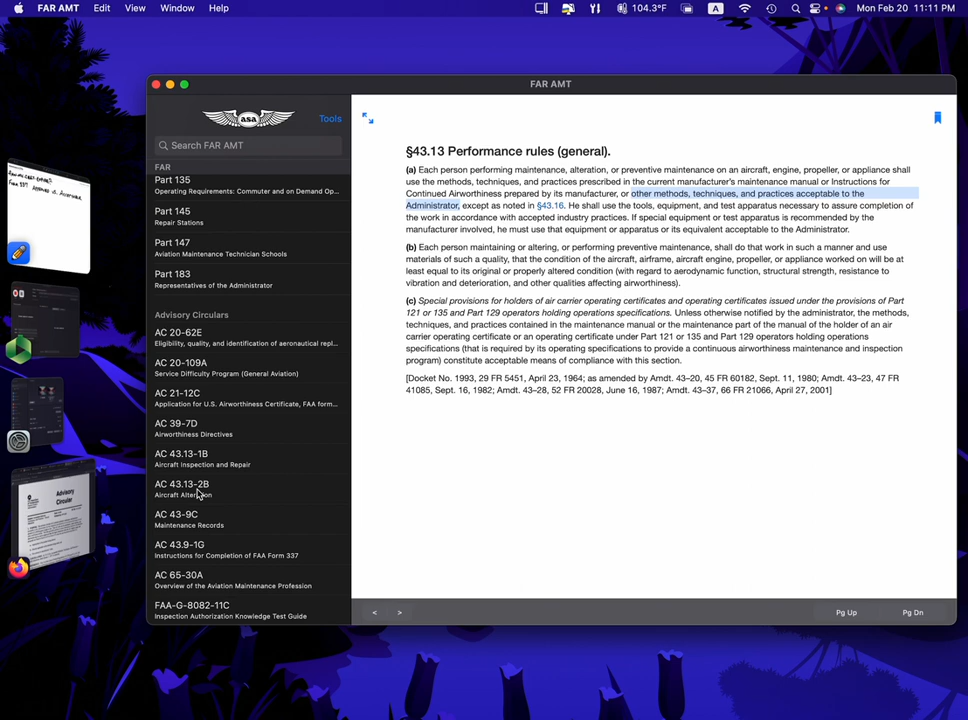 FAR AMT Edit View Window Help 104.3°F A Mon Feb 20 11:11 PM
FAR AMT
asa
Tools
Search FAR AMT
FAR
Part 135
Operating Requirements: Commuter and on Demand Op...
Part 145
Repair Stations
Part 147
Aviation Maintenance Technician Schools
Part 183
Representatives of the Administrator
Advisory Circulars
AC 20-62E
Eligibility, quality, and identification of aeronautical repl...
AC 20-109A
Service Difficulty Program (General Aviation)
AC 21-12C
Application for U.S. Airworthiness Certificate, FAA form...
AC 39-7D
Airworthiness Directives
AC 43.13-1B
Aircraft Inspection and Repair
AC 43.13-2B
Aircraft Alteration
AC 43-9C
Maintenance Records
AC 43.9-1G
Instructions for Completion of FAA Form 337
AC 65-30A
Overview of the Aviation Maintenance Profession
FAA-G-8082-11C
Inspection Authorization Knowledge Test Guide
§43.13 Performance rules (general).
(a) Each person performing maintenance, alteration, or preventive maintenance on an aircraft, engine, propeller, or appliance shall
use the methods, techniques, and practices prescribed in the current manufacturer's maintenance manual or Instructions for
Continued Airworthiness prepared by its manufacturer, or other methods, techniques, and practices acceptable to the
Administrator, except as noted in §43.16. He shall use the tools, equipment, and test apparatus necessary to assure completion of
the work in accordance with accepted industry practices. If special equipment or test apparatus is recommended by the
manufacturer involved, he must use that equipment or apparatus or its equivalent acceptable to the Administrator.
(b) Each person maintaining or altering, or performing preventive maintenance, shall do that work in such a manner and use
materials of such a quality, that the condition of the aircraft, airframe, aircraft engine, propeller, or appliance worked on will be at
least equal to its original or properly altered condition (with regard to aerodynamic function, structural strength, resistance to
vibration and deterioration, and other qualities affecting airworthiness).
(c) Special provisions for holders of air carrier operating certificates and operating certificates issued under the provisions of Part
121 or 135 and Part 129 operators holding operations specifications. Unless otherwise notified by the administrator, the methods,
techniques, and practices contained in the maintenance manual or the maintenance part of the manual of the holder of an air
carrier operating certificate or an operating certificate under Part 121 or 135 and Part 129 operators holding operations
specifications (that is required by its operating specifications to provide a continuous airworthiness maintenance and inspection
program) constitute acceptable means of compliance with this section.
[Docket No. 1993, 29 FR 5451, April 23, 1964; as amended by Amdt. 43–20, 45 FR 60182, Sept. 11, 1980; Amdt. 43–23, 47 FR
41085, Sept. 16, 1982; Amdt. 43–28, 52 FR 20028, June 16, 1987; Amdt. 43–37, 66 FR 21066, April 27, 2001]
< > Pg Up Pg Dn
Advisory
Circular